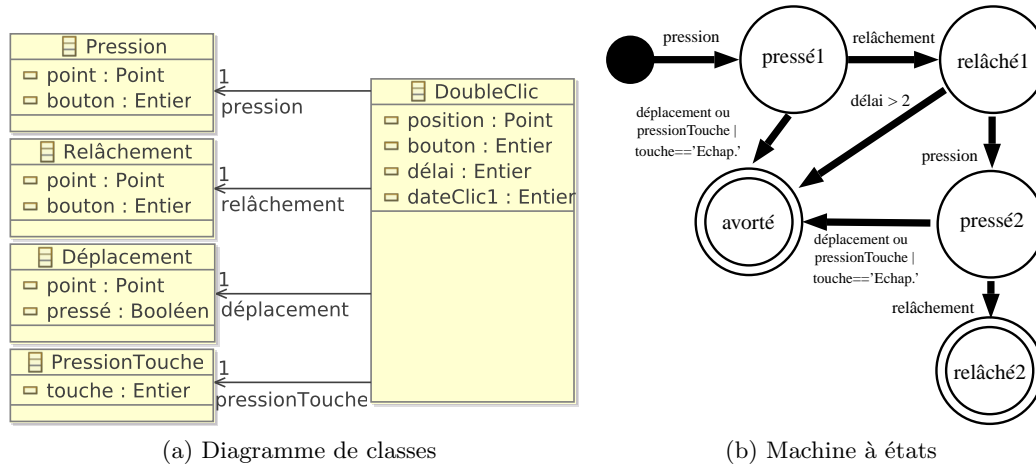 Pression
point : Point
bouton : Entier
1
pression
Relâchement
point : Point
bouton : Entier
1
relâchement
Déplacement
point : Point
pressé : Booléen
1
déplacement
PressionTouche
touche : Entier
1
pressionTouche
DoubleClic
position : Point
bouton : Entier
délai : Entier
dateClic1 : Entier
(a) Diagramme de classes
pression
pressé1
relâchement
relâché1
déplacement ou
pressionTouche |
touche=='Echap.'
délai > 2
pression
avorté
pressé2
déplacement ou
pressionTouche |
touche=='Echap.'
relâchement
relâché2
(b) Machine à états